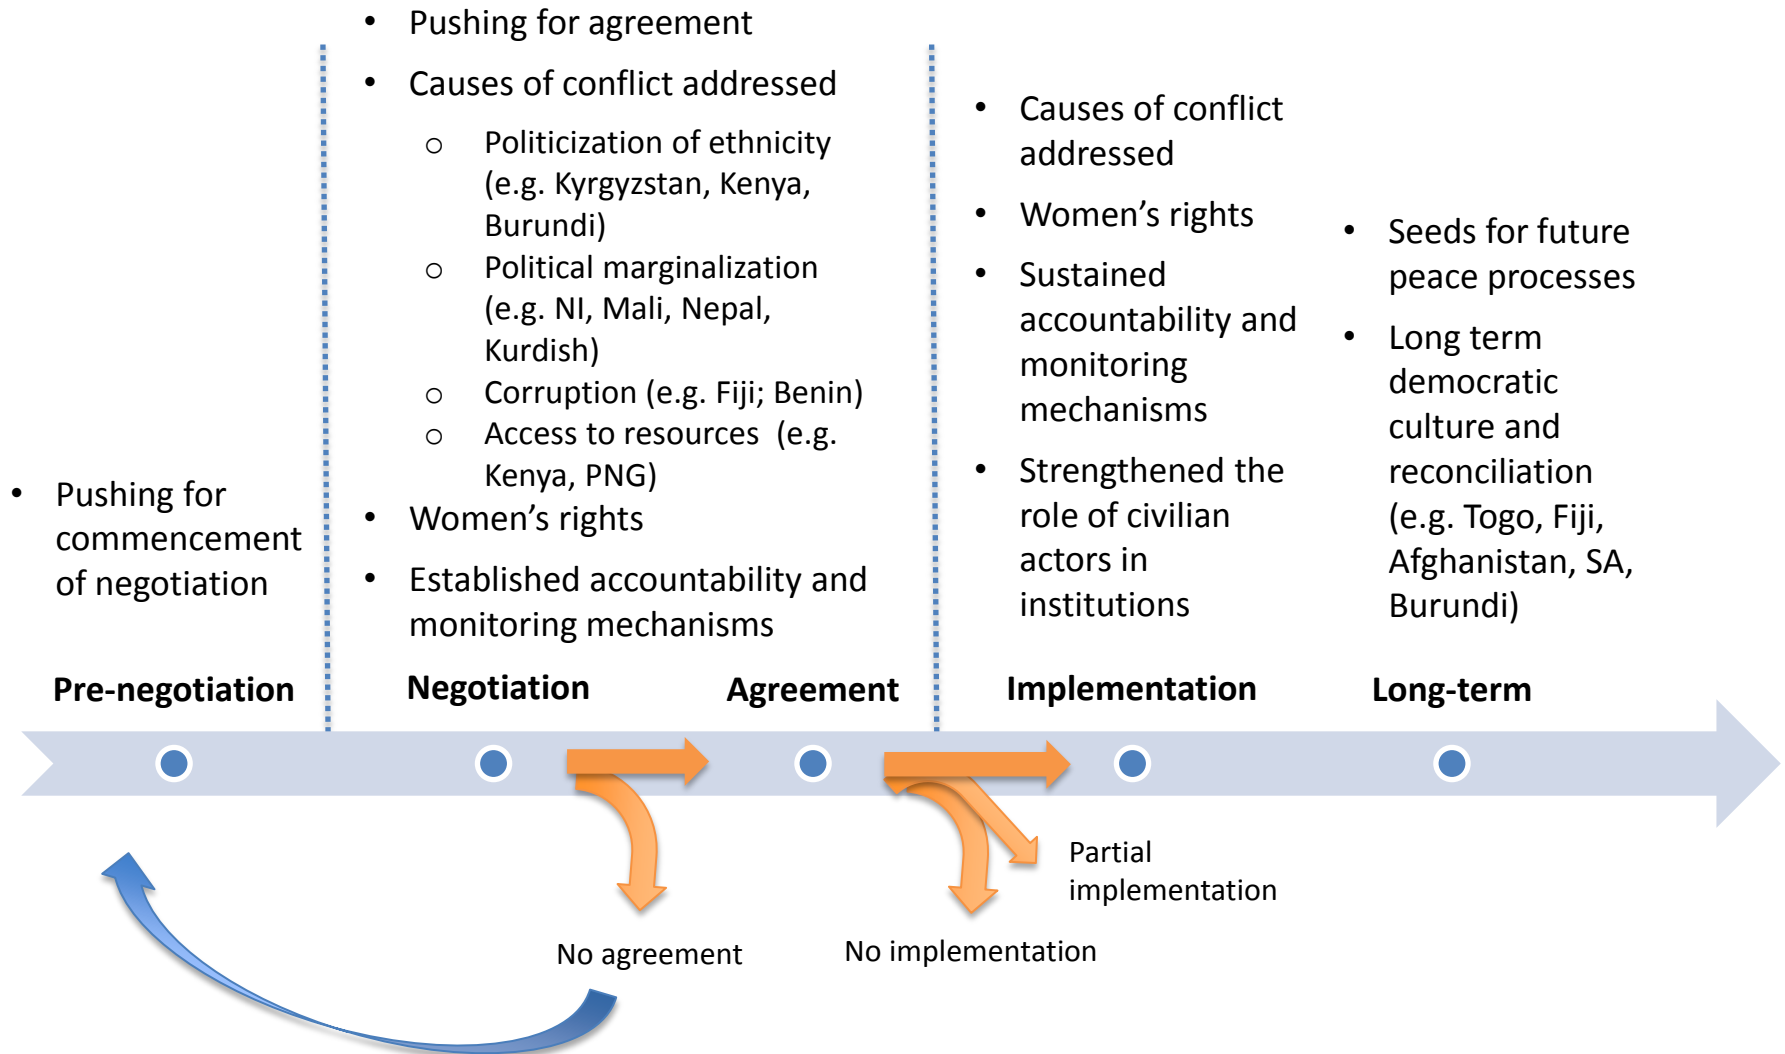 • Pushing for
commencement
of negotiation
• Pushing for agreement
• Causes of conflict addressed
o Politicization of ethnicity
(e.g. Kyrgyzstan, Kenya,
Burundi)
o Political marginalization
(e.g. NI, Mali, Nepal,
Kurdish)
o Corruption (e.g. Fiji; Benin)
o Access to resources (e.g.
Kenya, PNG)
• Women’s rights
• Established accountability and
monitoring mechanisms
• Causes of conflict
addressed
• Women’s rights
• Sustained
accountability and
monitoring
mechanisms
• Strengthened the
role of civilian
actors in
institutions
• Seeds for future
peace processes
• Long term
democratic
culture and
reconciliation
(e.g. Togo, Fiji,
Afghanistan, SA,
Burundi)
Pre-negotiation
Negotiation
Agreement
Implementation
Long-term
Partial
implementation
No agreement
No implementation